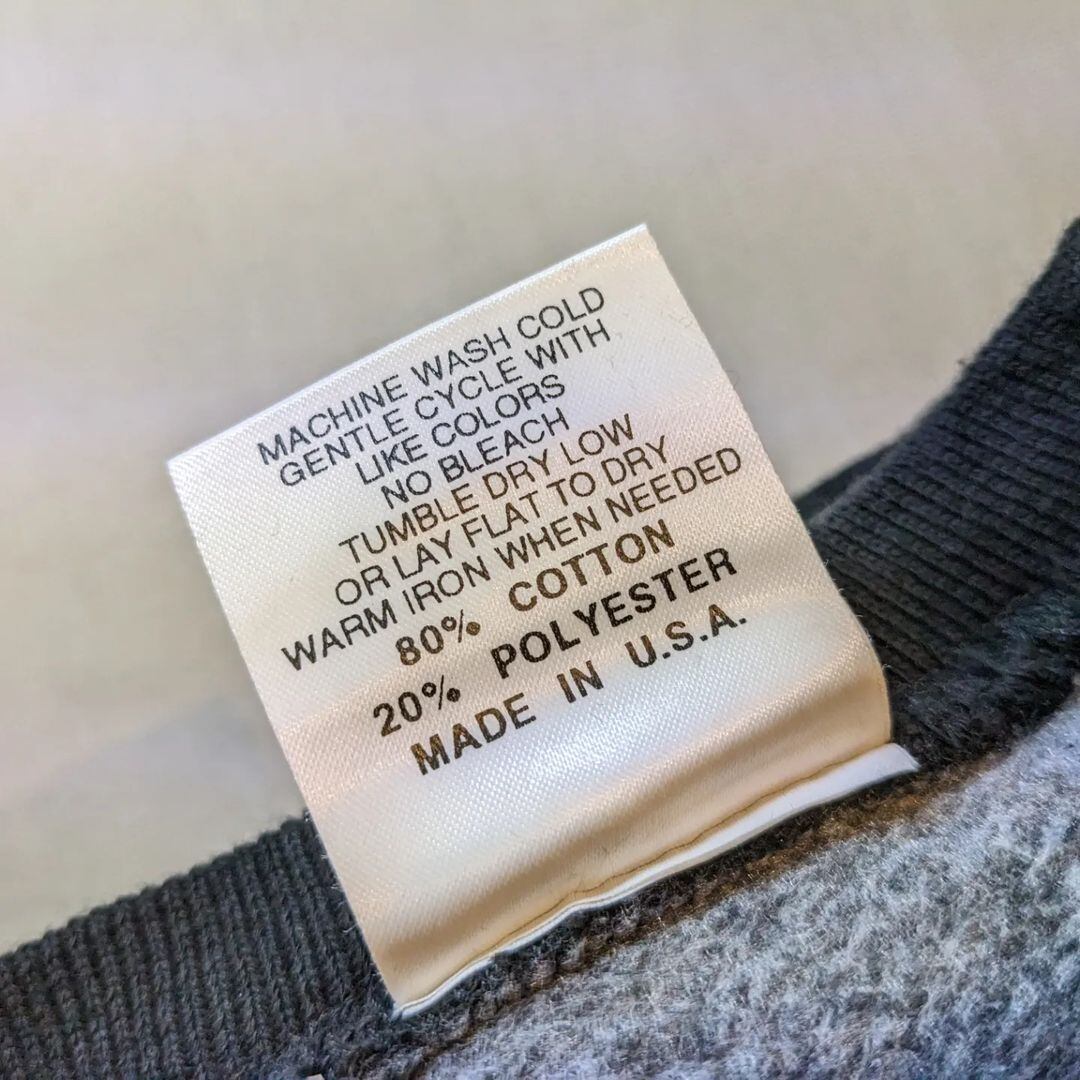 MACHINE WASH COLD
GENTLE CYCLE WITH
LIKE COLORS
NO BLEACH
TUMBLE DRY LOW
OR LAY FLAT TO DRY
WARM IRON WHEN NEEDED
80% COTTON
20% POLYESTER
MADE IN U.S.A.